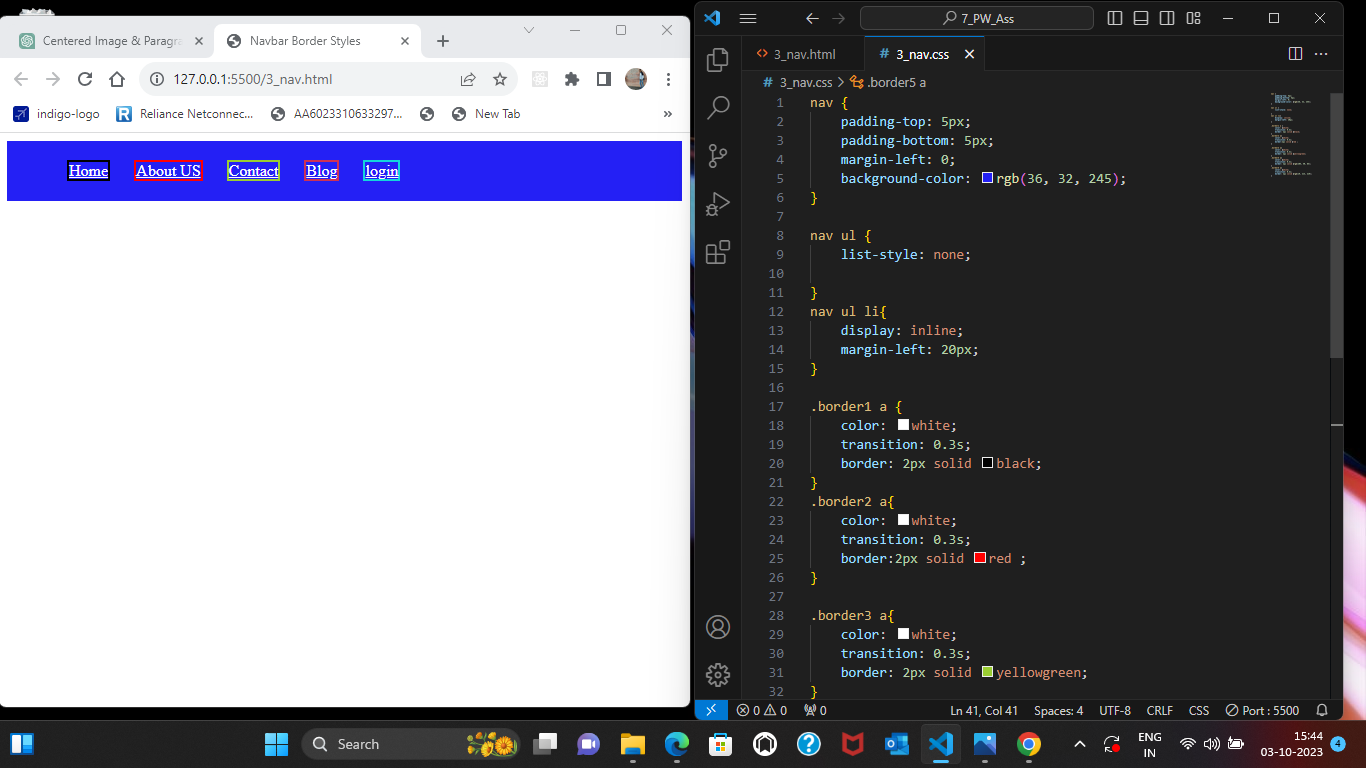 Centered Image & Paragra
Navbar Border Styles
127.0.0.1:5500/3_nav.html
indigo-logo
Reliance Netconnec...
AA6023310633297...
New Tab
»
Home
About US
Contact
Blog
login
7_PW_Ass
3_nav.html
3_nav.css
3_nav.css > .border5 a
1 nav {
2 padding-top: 5px;
3 padding-bottom: 5px;
4 margin-left: 0;
5 background-color: rgb(36, 32, 245);
6 }
7
8 nav ul {
9 list-style: none;
10
11 }
12 nav ul li{
13 display: inline;
14 margin-left: 20px;
15 }
16
17 .border1 a {
18 color: white;
19 transition: 0.3s;
20 border: 2px solid black;
21 }
22 .border2 a{
23 color: white;
24 transition: 0.3s;
25 border:2px solid red ;
26 }
27
28 .border3 a{
29 color: white;
30 transition: 0.3s;
31 border: 2px solid yellowgreen;
32 }
0 0 0
Ln 41, Col 41
Spaces: 4
UTF-8
CRLF
CSS
Port : 5500
Search
ENG
IN
15:44
03-10-2023
4